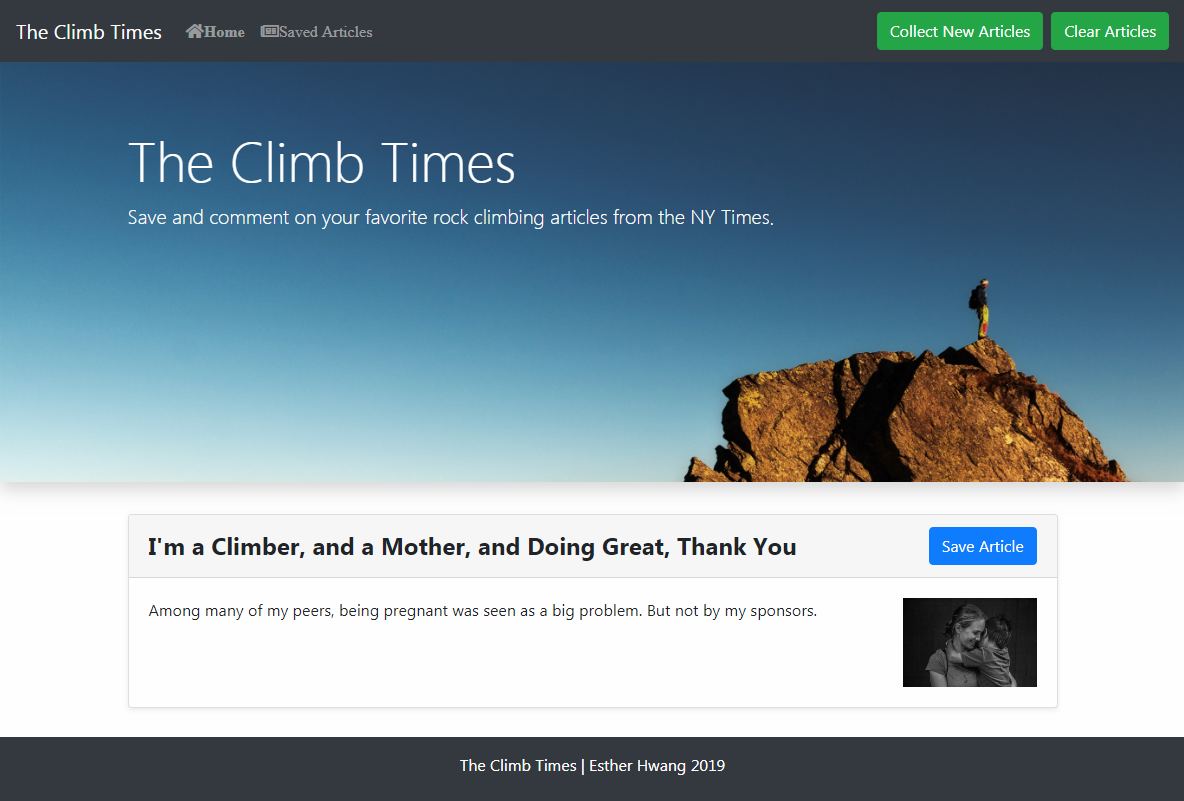 The Climb Times Home Saved Articles Collect New Articles Clear Articles
The Climb Times
Save and comment on your favorite rock climbing articles from the NY Times.
I'm a Climber, and a Mother, and Doing Great, Thank You Save Article
Among many of my peers, being pregnant was seen as a big problem. But not by my sponsors.
The Climb Times | Esther Hwang 2019